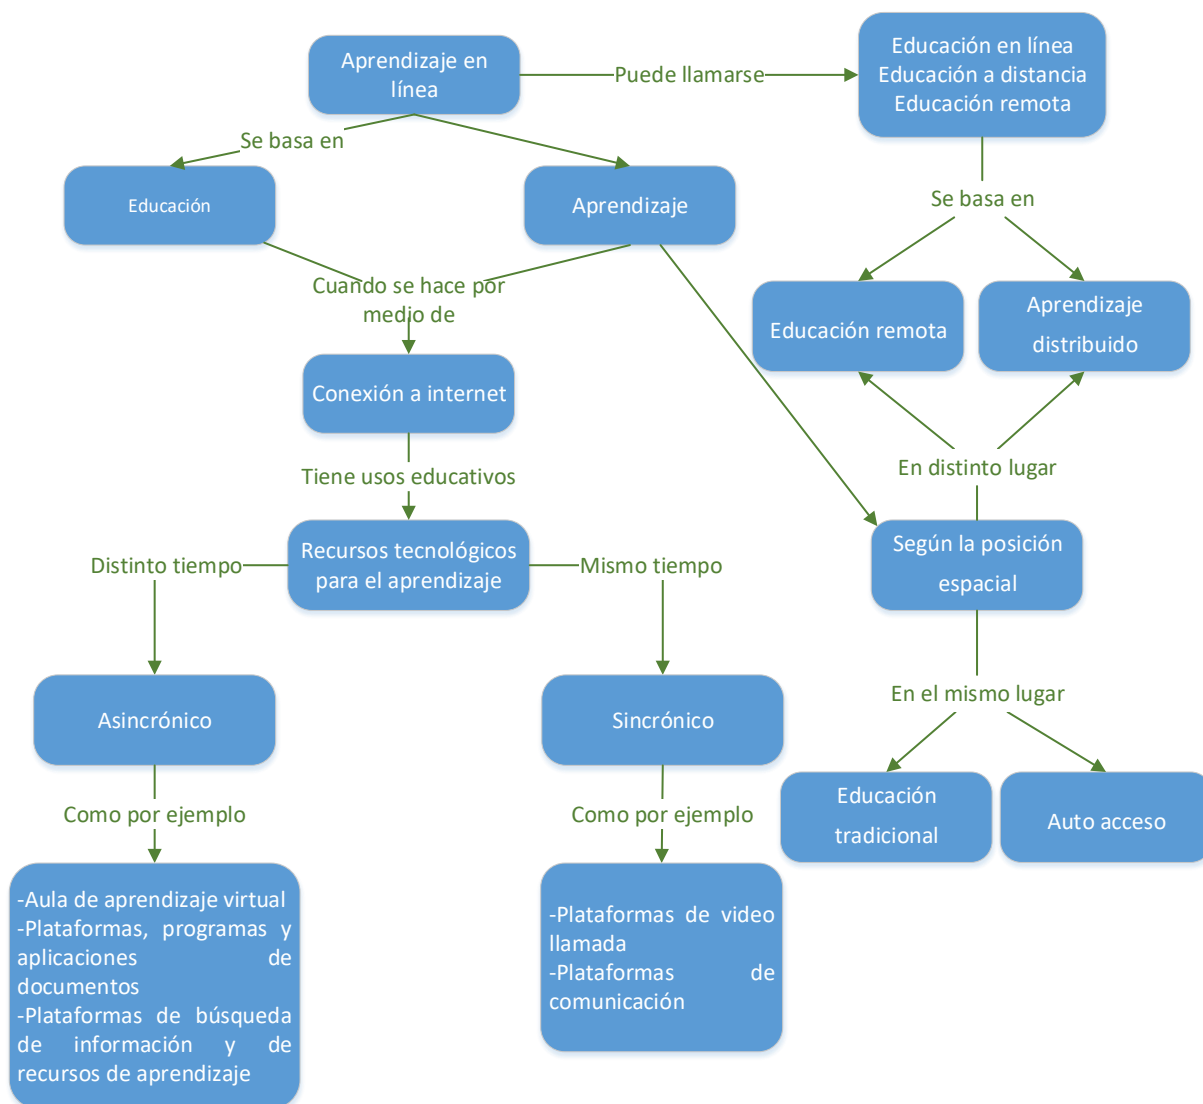 Aprendizaje en
línea
Puede llamarse
Educación en línea
Educación a distancia
Educación remota
Se basa en
Educación
Aprendizaje
Se basa en
Cuando se hace por
medio de
Educación remota
Aprendizaje
distribuido
Conexión a internet
Tiene usos educativos
En distinto lugar
Distinto tiempo
Recursos tecnológicos
para el aprendizaje
Mismo tiempo
Según la posición
espacial
Asincrónico
Sincrónico
En el mismo lugar
Como por ejemplo
Como por ejemplo
Educación
tradicional
Auto acceso
-Aula de aprendizaje virtual
-Plataformas, programas y
aplicaciones de
documentos
-Plataformas de búsqueda
de información y de
recursos de aprendizaje
-Plataformas de video
llamada
-Plataformas de
comunicación